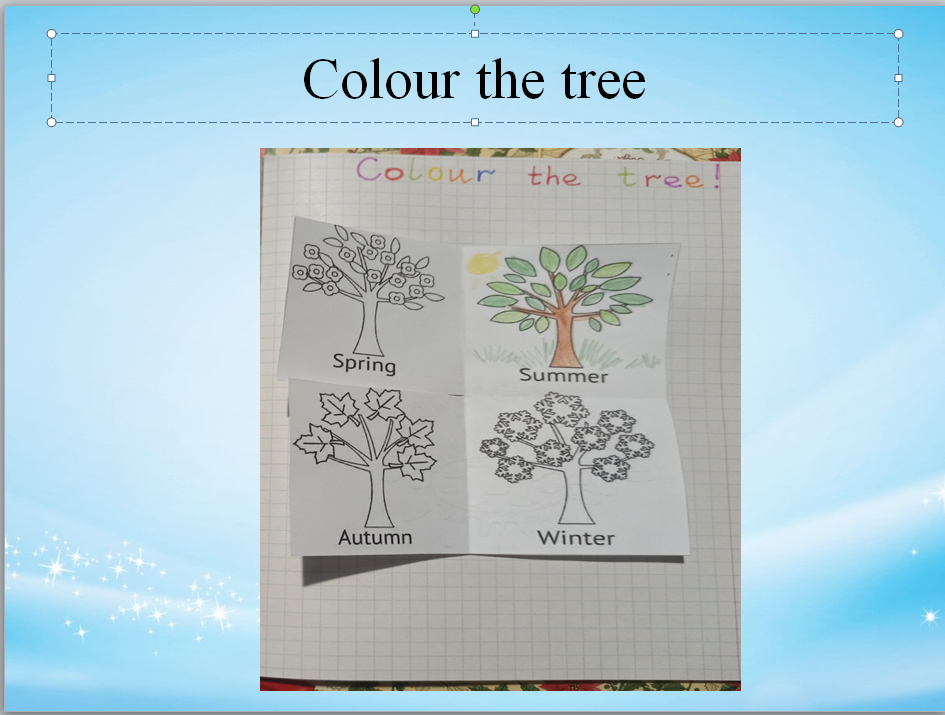 Colour the tree
Colour the tree!
Spring
Summer
Autumn
Winter